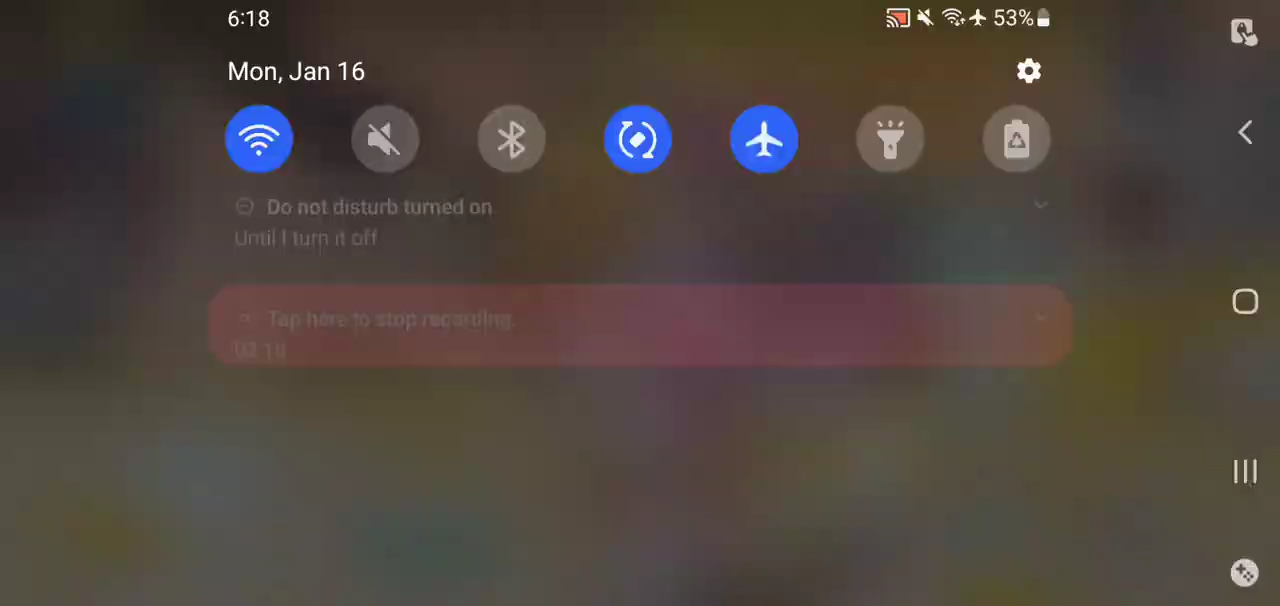 6:18
53%
Mon, Jan 16
Do not disturb turned on
Until I turn it off
Tap here to stop recording.